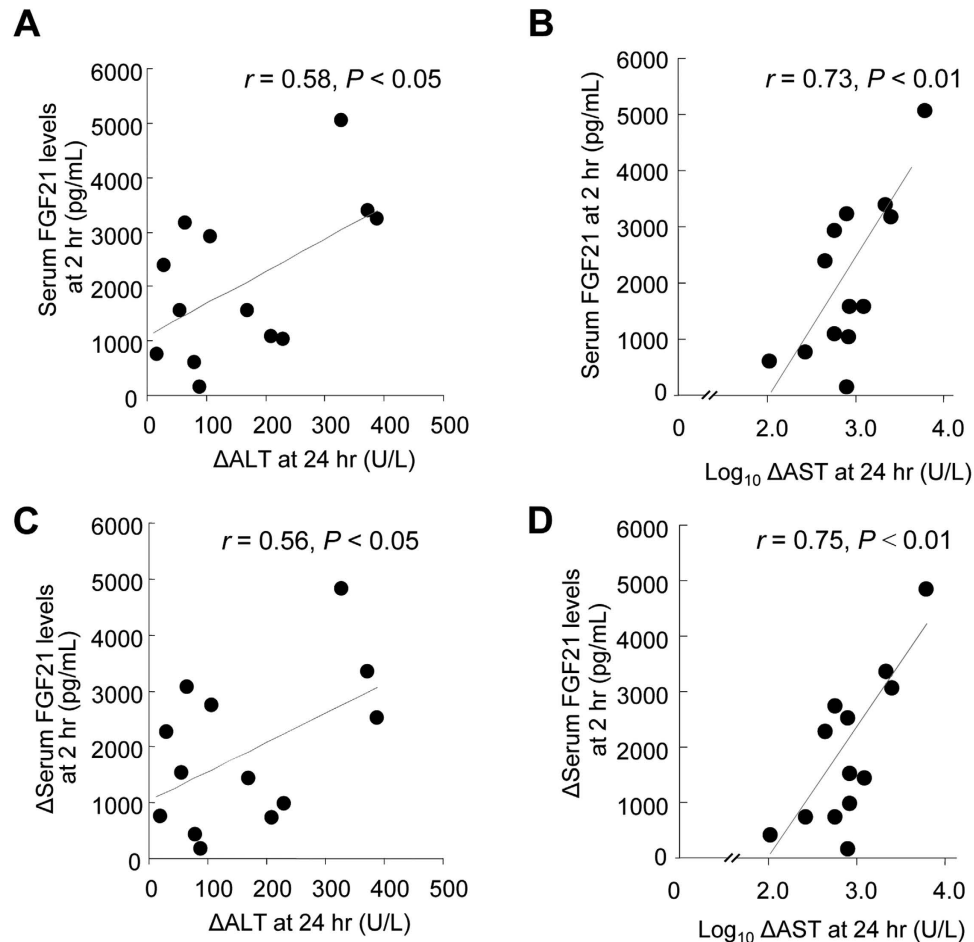 A
r = 0.58, P < 0.05
Serum FGF21 levels
at 2 hr (pg/mL)
6000
5000
4000
3000
2000
1000
0
0 100 200 300 400 500
ΔALT at 24 hr (U/L)
B
r = 0.73, P < 0.01
Serum FGF21 at 2 hr (pg/mL)
6000
5000
4000
3000
2000
1000
0
0 2.0 3.0 4.0
Log₁₀ ΔAST at 24 hr (U/L)
C
r = 0.56, P < 0.05
ΔSerum FGF21 levels
at 2 hr (pg/mL)
6000
5000
4000
3000
2000
1000
0
0 100 200 300 400 500
ΔALT at 24 hr (U/L)
D
r = 0.75, P < 0.01
ΔSerum FGF21 levels
at 2 hr (pg/mL)
6000
5000
4000
3000
2000
1000
0
0 2.0 3.0 4.0
Log₁₀ ΔAST at 24 hr (U/L)